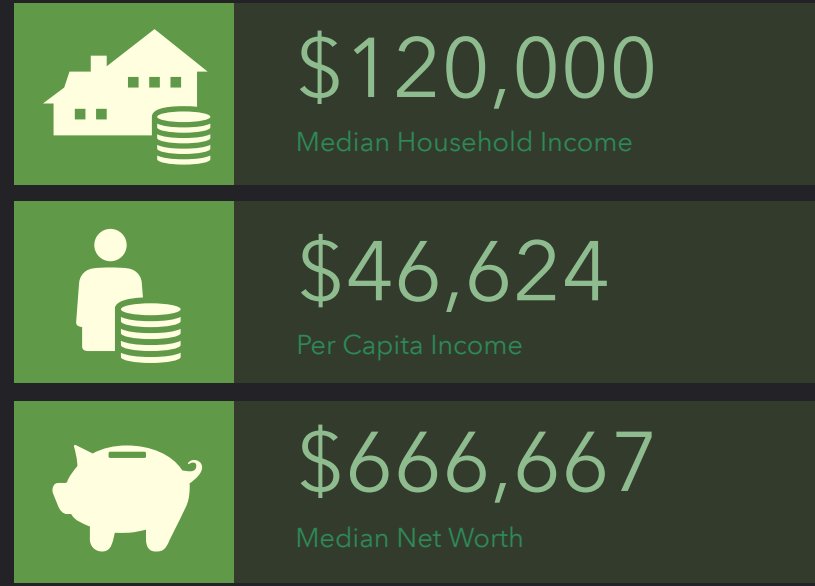 $120,000
Median Household Income
$46,624
Per Capita Income
$666,667
Median Net Worth